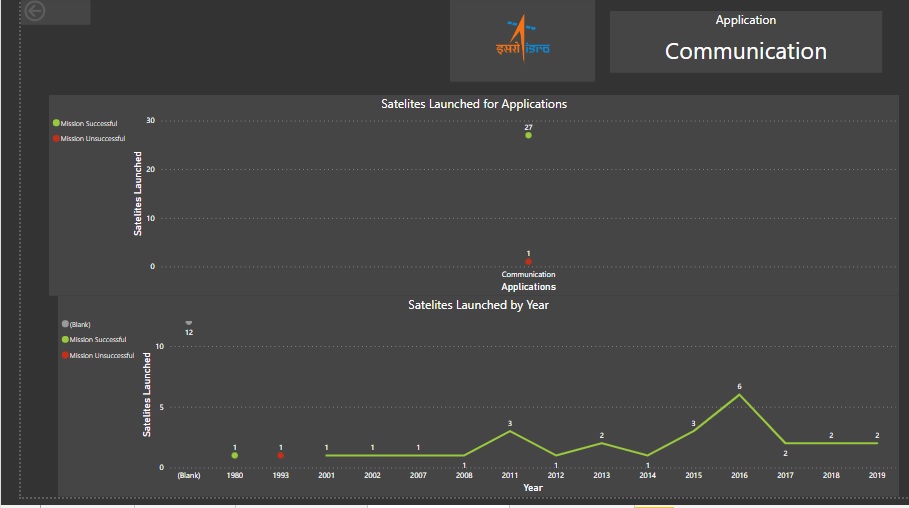 Application
Communication
इसरो isro
Satelites Launched for Applications
Mission Successful
Mission Unsuccessful
30
20
10
0
Satelites Launched
27
1
Communication
Applications
Satelites Launched by Year
(Blank)
Mission Successful
Mission Unsuccessful
10
5
0
Satelites Launched
12
1
1
1
1
1
1
3
1
2
1
3
6
2
2
2
(Blank) 1980 1993 2001 2002 2007 2008 2011 2012 2013 2014 2015 2016 2017 2018 2019
Year